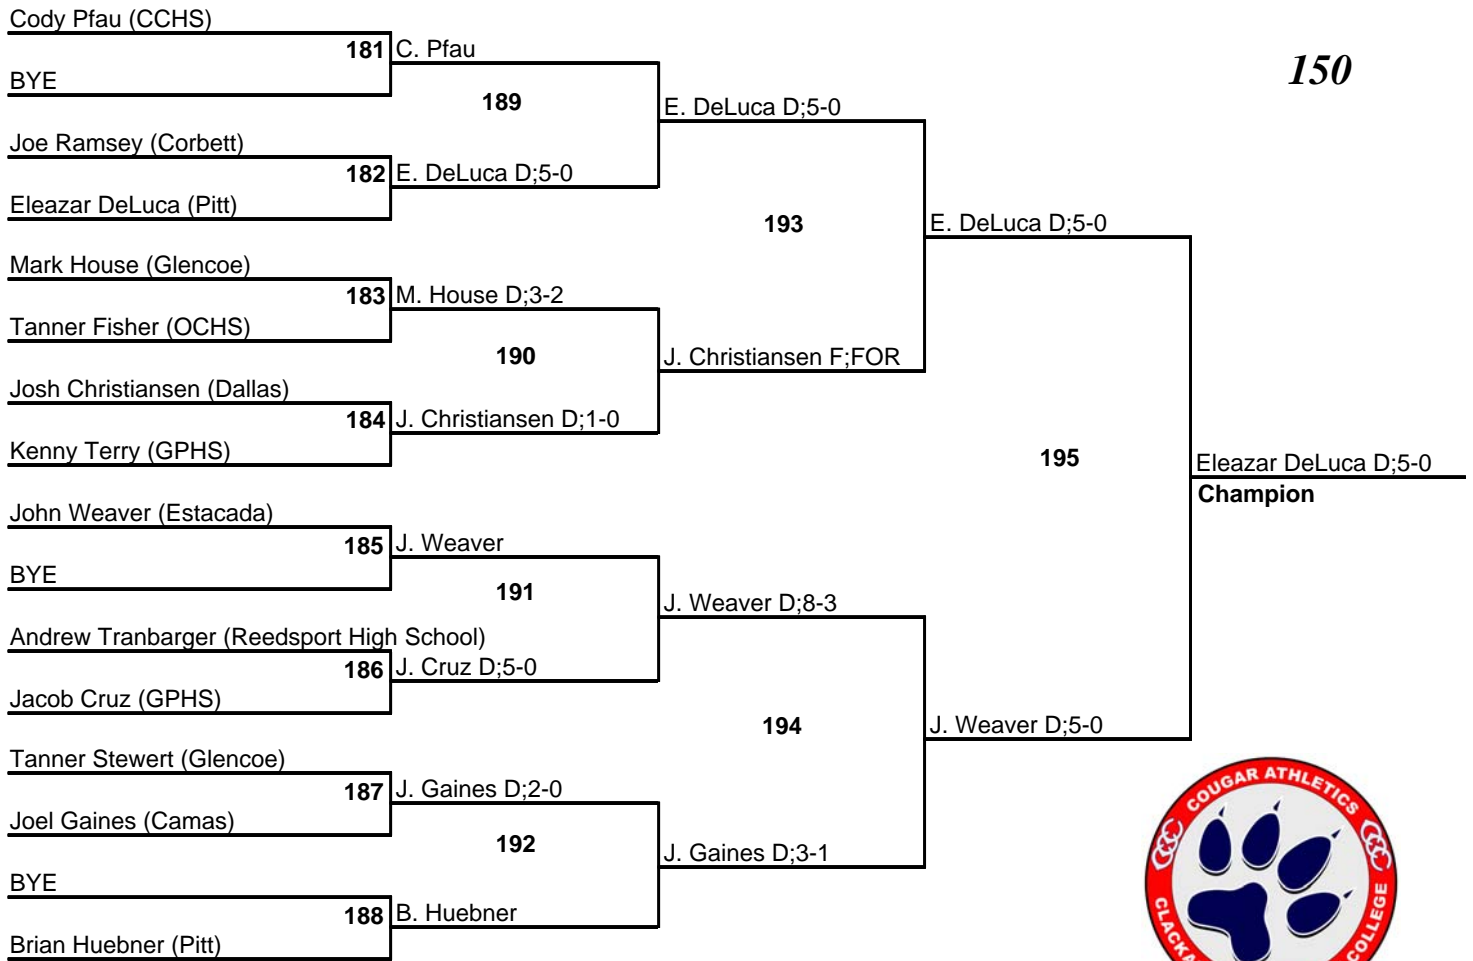 150
Cody Pfau (CCHS)
181 C. Pfau
BYE
189
E. DeLuca D;5-0
Joe Ramsey (Corbett)
182 E. DeLuca D;5-0
Eleazar DeLuca (Pitt)
193
E. DeLuca D;5-0
Mark House (Glencoe)
183 M. House D;3-2
Tanner Fisher (OCHS)
190
J. Christiansen F;FOR
Josh Christiansen (Dallas)
184 J. Christiansen D;1-0
Kenny Terry (GPHS)
195
Eleazar DeLuca D;5-0
Champion
John Weaver (Estacada)
185 J. Weaver
BYE
191
J. Weaver D;8-3
Andrew Tranbarger (Reedsport High School)
186 J. Cruz D;5-0
Jacob Cruz (GPHS)
194
J. Weaver D;5-0
Tanner Stewert (Glencoe)
187 J. Gaines D;2-0
Joel Gaines (Camas)
192
J. Gaines D;3-1
BYE
188 B. Huebner
Brian Huebner (Pitt)
COUGAR ATHLETICS
COLLEGE